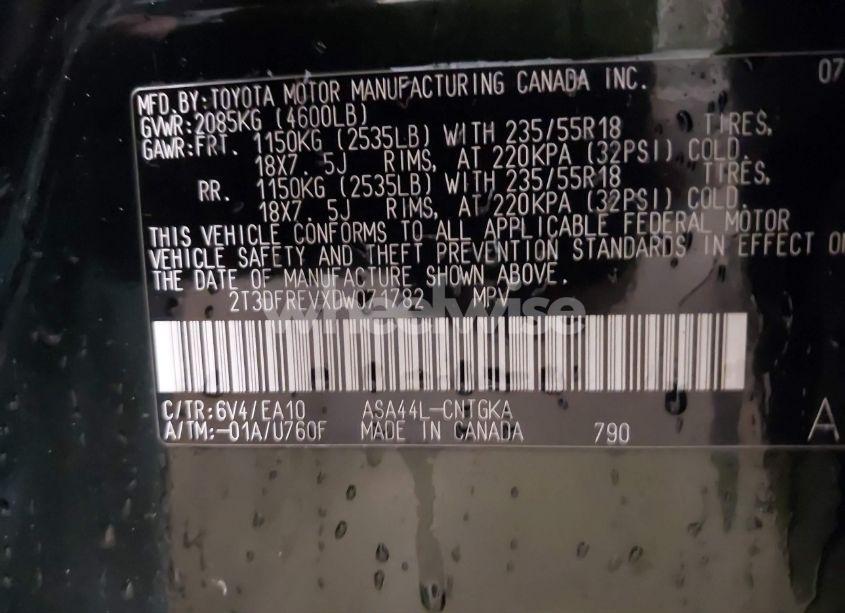 MFD. BY: TOYOTA MOTOR MANUFACTURING CANADA INC. 07
GVWR: 2085KG (4600LB)
GAWR: FRT. 1150KG (2535LB) WITH 235/55R18 TIRES,
18X7. 5J RIMS, AT 220KPA (32PSI) COLD.
RR. 1150KG (2535LB) WITH 235/55R18 TIRES,
18X7. 5J RIMS, AT 220KPA (32PSI) COLD.
THIS VEHICLE CONFORMS TO ALL APPLICABLE FEDERAL MOTOR
VEHICLE SAFETY AND THEFT PREVENTION STANDARDS IN EFFECT
THE DATE OF MANUFACTURE SHOWN ABOVE.
2T3DFREVXDW071782 MPV
wheelwise
C/TR: 6V4/EA10 ASA44L-CNTGKA
A/TM: -01A/U760F MADE IN CANADA 790 A